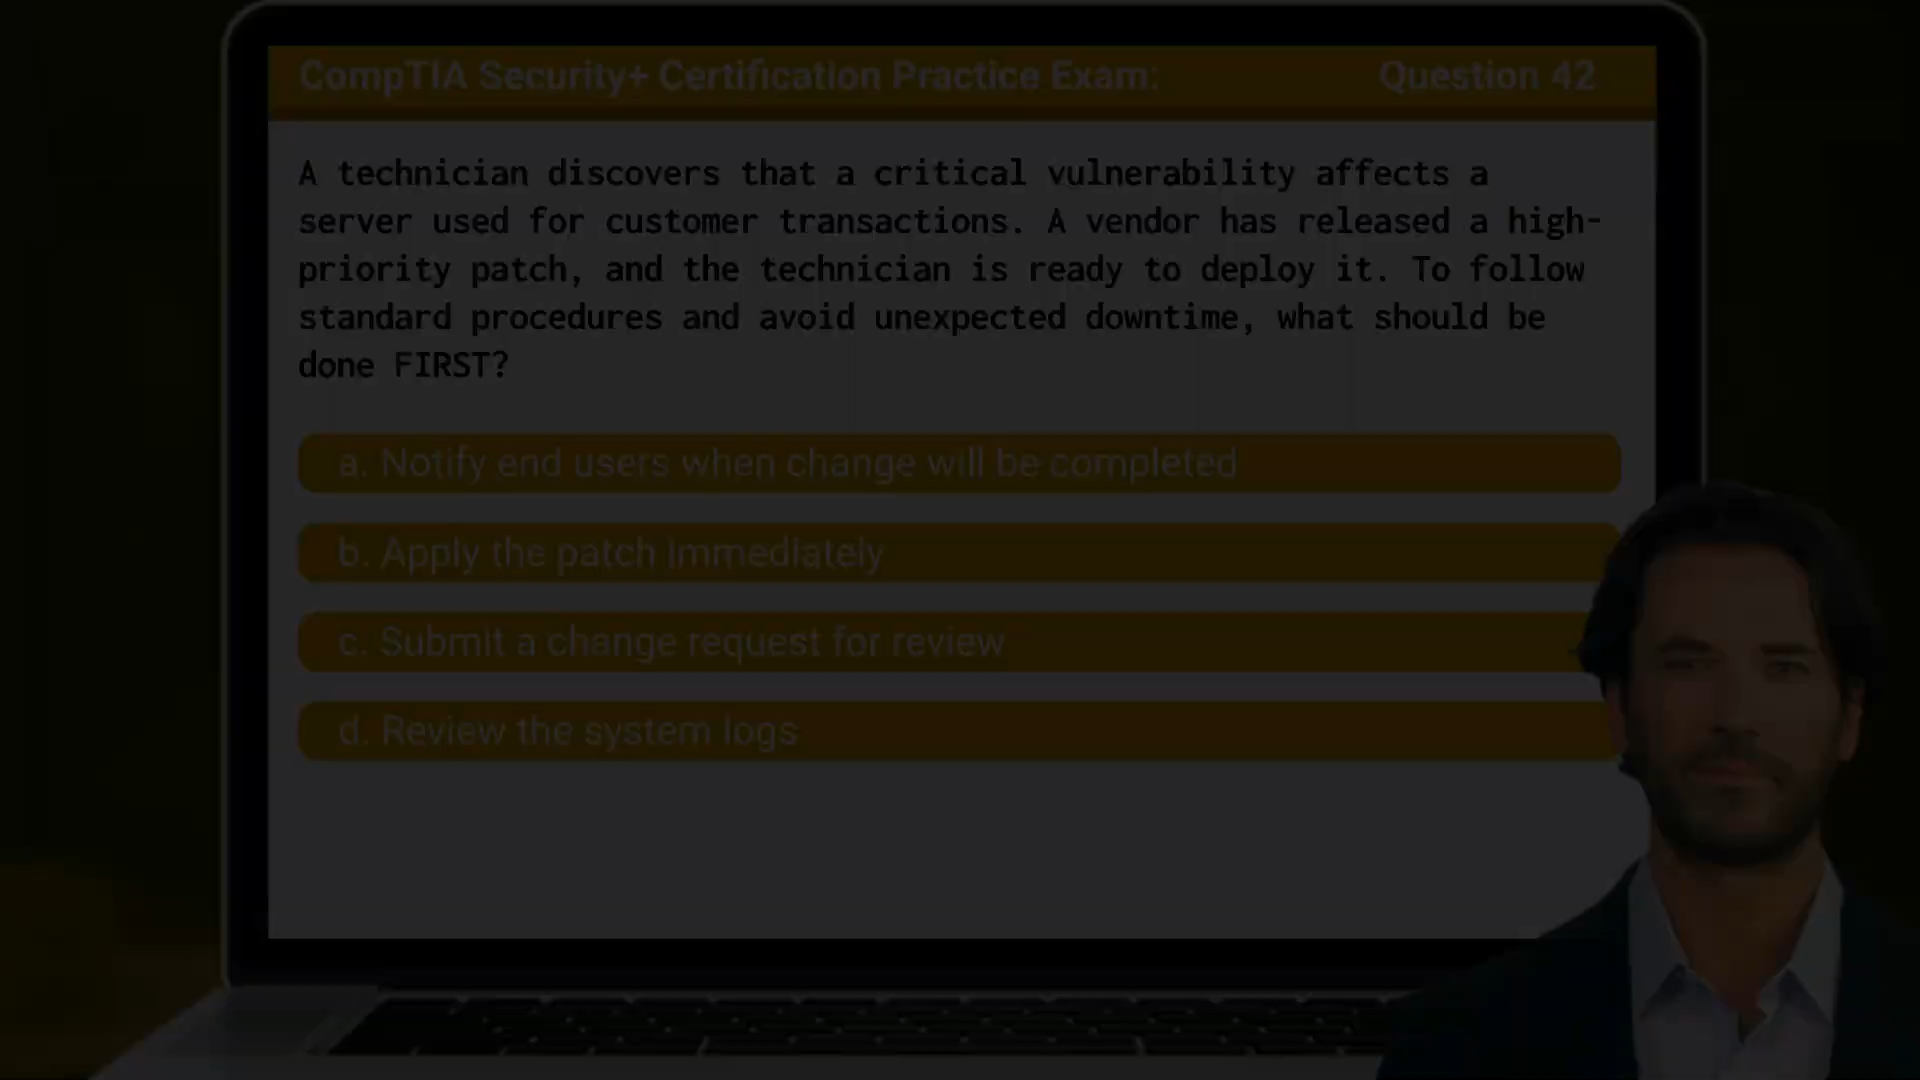 CompTIA Security+ Certification Practice Exam: Question 42
A technician discovers that a critical vulnerability affects a
server used for customer transactions. A vendor has released a high-
priority patch, and the technician is ready to deploy it. To follow
standard procedures and avoid unexpected downtime, what should be
done FIRST?
a. Notify end users when change will be completed
b. Apply the patch immediately
c. Submit a change request for review
d. Review the system logs